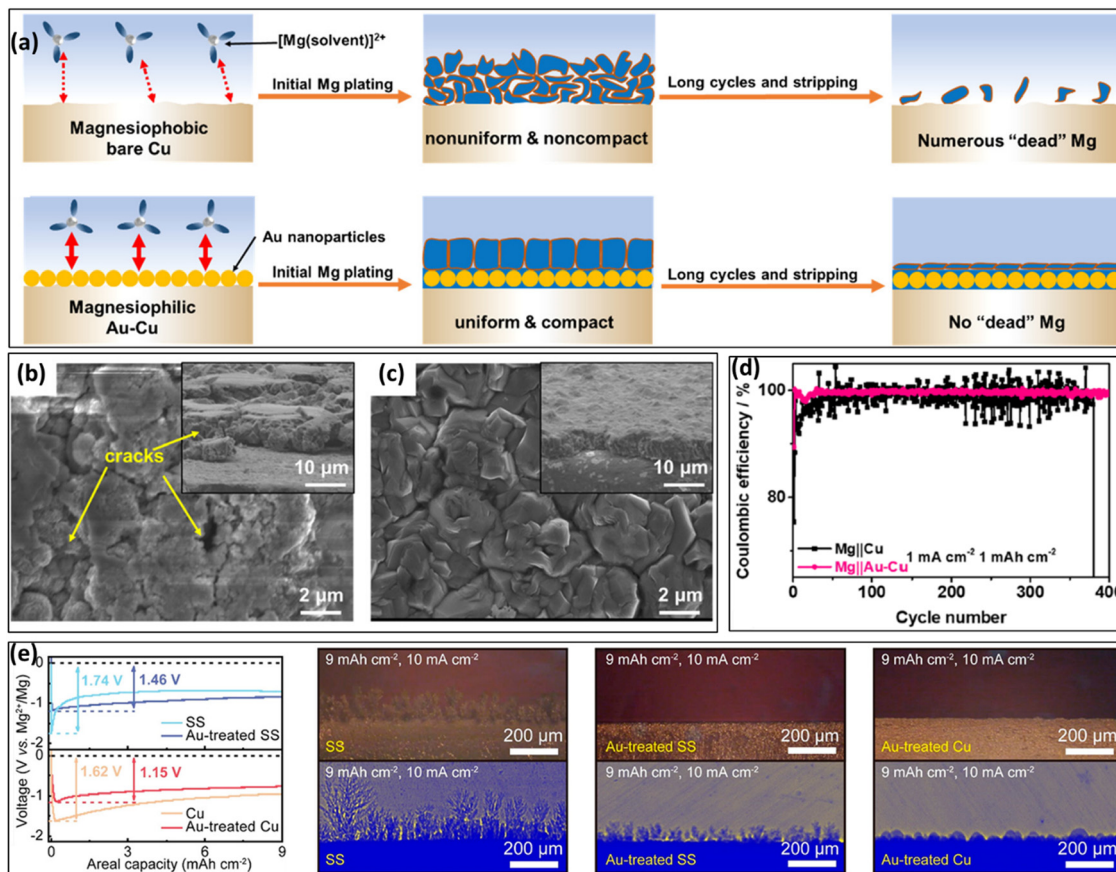 (a)
[Mg(solvent)]²⁺
Initial Mg plating
Long cycles and stripping
Magnesiophobic
bare Cu
nonuniform & noncompact
Numerous “dead” Mg
Au nanoparticles
Initial Mg plating
Long cycles and stripping
Magnesiophilic
Au-Cu
uniform & compact
No “dead” Mg
(b)
cracks
10 μm
2 μm
(c)
10 μm
2 μm
(d)
Coulombic efficiency / %
100
80
Mg||Cu
Mg||Au-Cu
1 mA cm⁻² 1 mAh cm⁻²
0 100 200 300 400
Cycle number
(e)
Voltage (V vs. Mg²⁺/Mg)
0
-1
-2
1.74 V
1.46 V
SS
Au-treated SS
0
-1
-2
1.62 V
1.15 V
Cu
Au-treated Cu
0 3 6 9
Areal capacity (mAh cm⁻²)
9 mAh cm⁻², 10 mA cm⁻²
SS
200 μm
9 mAh cm⁻², 10 mA cm⁻²
Au-treated SS
200 μm
9 mAh cm⁻², 10 mA cm⁻²
Au-treated Cu
200 μm
9 mAh cm⁻², 10 mA cm⁻²
SS
200 μm
9 mAh cm⁻², 10 mA cm⁻²
Au-treated SS
200 μm
9 mAh cm⁻², 10 mA cm⁻²
Au-treated Cu
200 μm